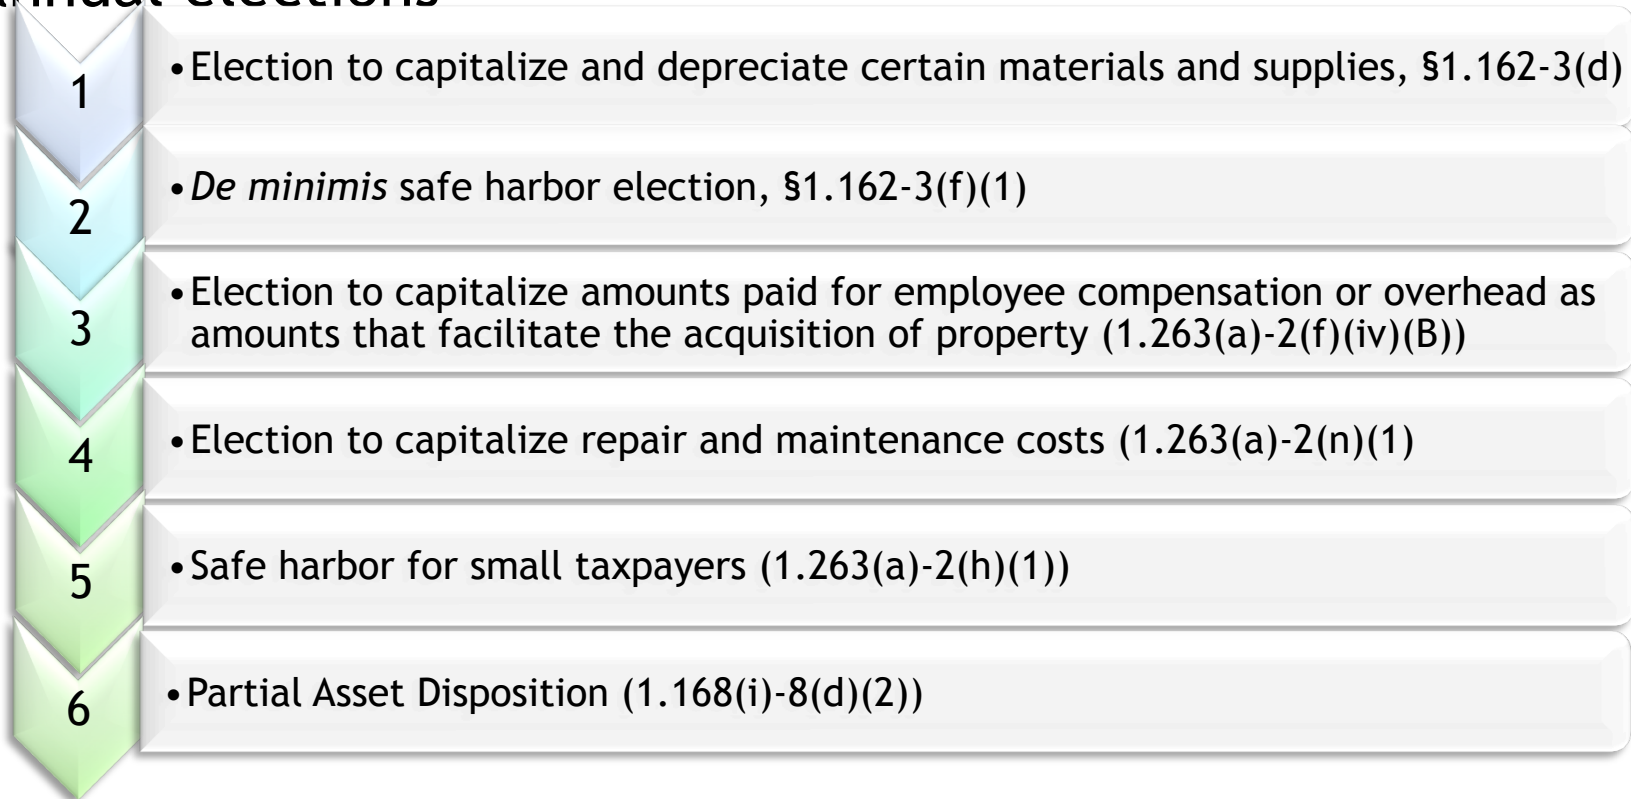 annual elections
1
•Election to capitalize and depreciate certain materials and supplies, §1.162-3(d)
2
•De minimis safe harbor election, §1.162-3(f)(1)
3
•Election to capitalize amounts paid for employee compensation or overhead as
amounts that facilitate the acquisition of property (1.263(a)-2(f)(iv)(B))
4
•Election to capitalize repair and maintenance costs (1.263(a)-2(n)(1)
5
•Safe harbor for small taxpayers (1.263(a)-2(h)(1))
6
•Partial Asset Disposition (1.168(i)-8(d)(2))